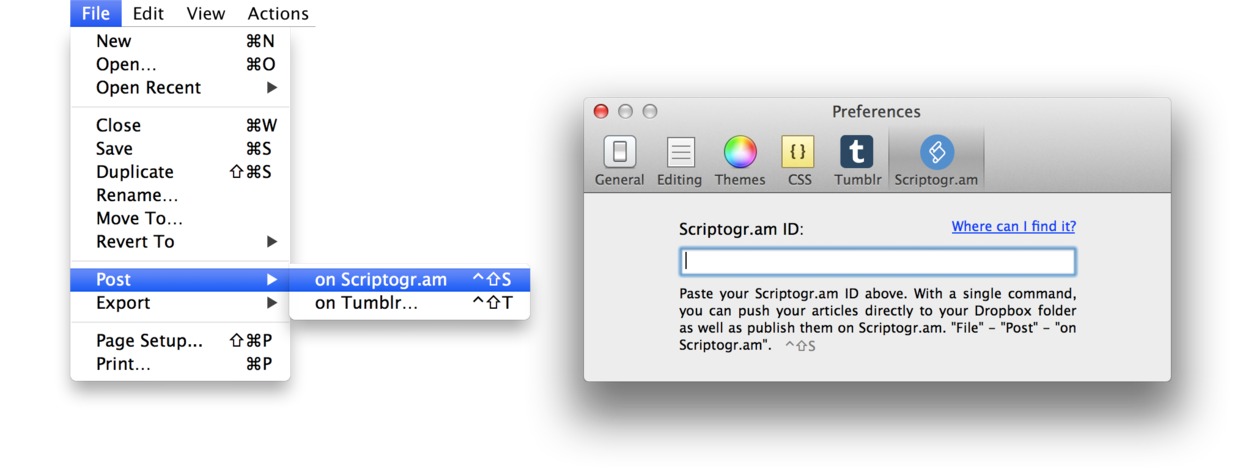 File Edit View Actions
New ⌘N
Open... ⌘O
Open Recent ▶
Close ⌘W
Save ⌘S
Duplicate ⇧⌘S
Rename...
Move To...
Revert To ▶
Post ▶
Export ▶
Page Setup... ⇧⌘P
Print... ⌘P
on Scriptogr.am ^⇧S
on Tumblr... ^⇧T
Preferences
General Editing Themes CSS Tumblr Scriptogr.am
{ }
t
Scriptogr.am ID: Where can I find it?
Paste your Scriptogr.am ID above. With a single command,
you can push your articles directly to your Dropbox folder
as well as publish them on Scriptogr.am. "File" – "Post" – "on
Scriptogr.am". ^⇧S